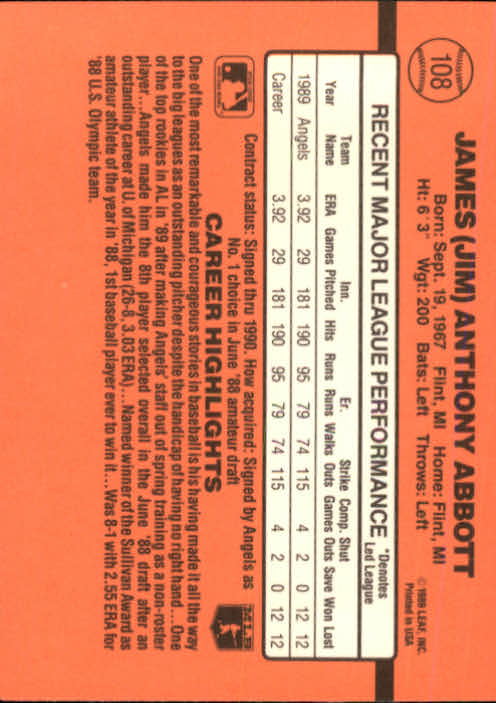 108
JAMES (JIM) ANTHONY ABBOTT
Born: Sept. 19, 1967 Flint, MI Home: Flint, MI
Ht: 6'3" Wgt: 200 Bats: Left Throws: Left
© 1989 LEAF, INC.
Printed in USA
RECENT MAJOR LEAGUE PERFORMANCE *Denotes
Led League
Team Inn. Er. Strike Comp. Shut
Year Name ERA Games Pitched Hits Runs Runs Walks Outs Games Outs Save Won Lost
1989 Angels 3.92 29 181 190 95 79 74 115 4 2 0 12 12
Career 3.92 29 181 190 95 79 74 115 4 2 0 12 12
Contract status: Signed thru 1990. How acquired: Signed by Angels as
No. 1 choice in June '88 amateur draft
CAREER HIGHLIGHTS
MLB
One of the most remarkable and courageous stories in baseball is his having made it all the way
to the big leagues as an outstanding pitcher despite the handicap of having no right hand... One
of the top rookies in AL in '89 after making Angels' staff out of spring training as a non-roster
player... Angels made him the 8th player selected overall in the June '88 draft after an
outstanding career at U. of Michigan (26-8, 3.03 ERA)... Named winner of the Sullivan Award as
amateur athlete of the year in '88, 1st baseball player ever to win it... Was 8-1 with 2.55 ERA for
'88 U.S. Olympic team.